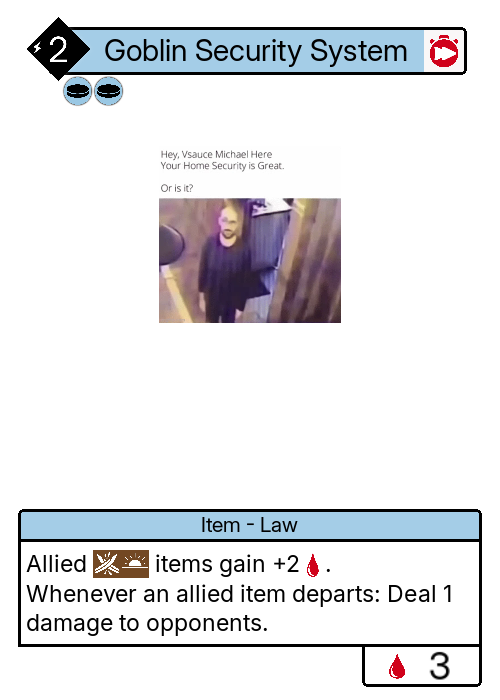 2
Goblin Security System
Hey, Vsauce Michael Here
Your Home Security is Great.
Or is it?
Item - Law
Allied items gain +2 .
Whenever an allied item departs: Deal 1
damage to opponents.
3